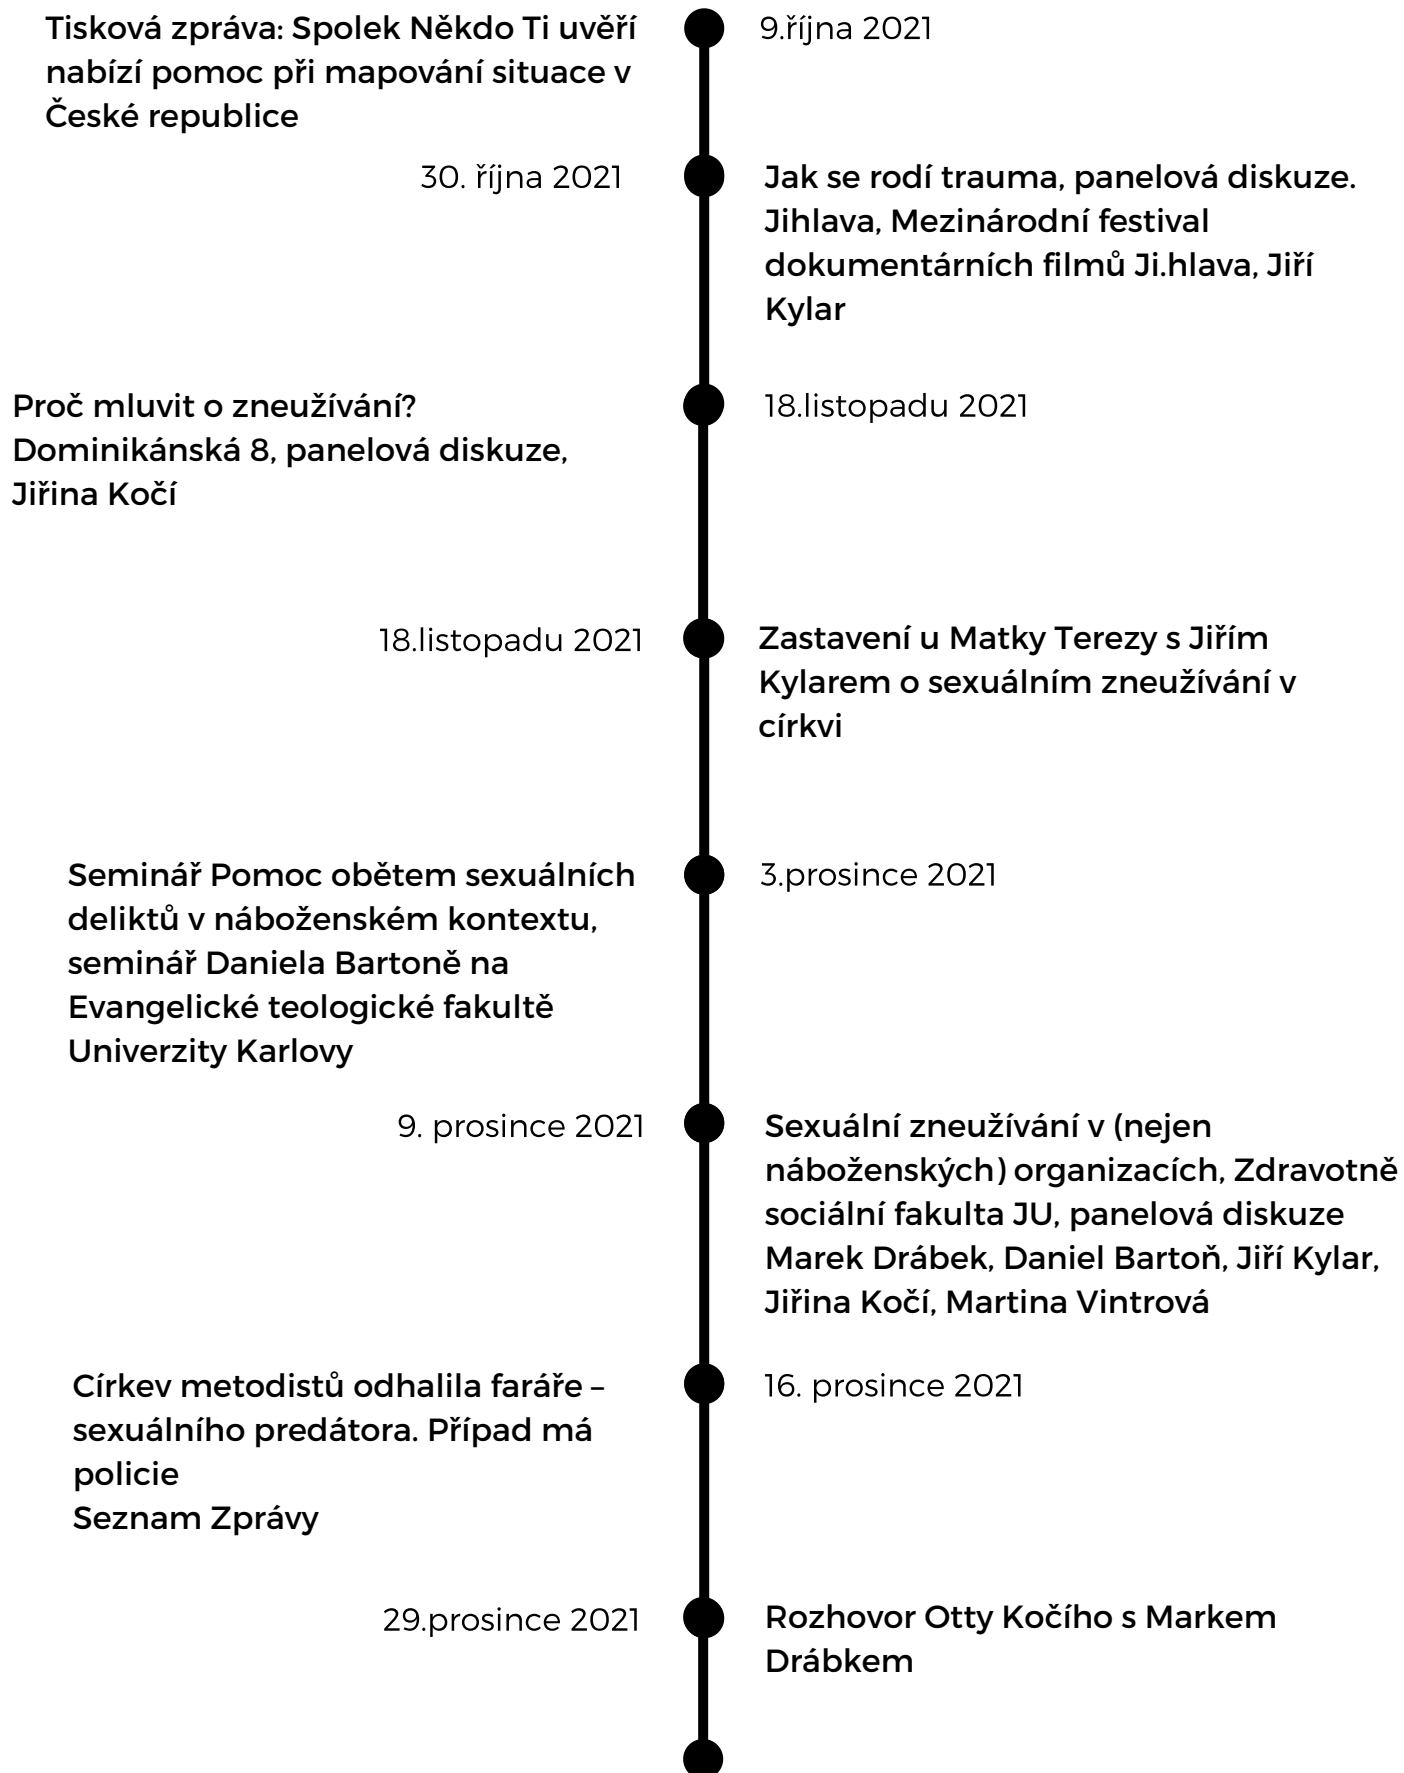 Tisková zpráva: Spolek Někdo Ti uvěří
nabízí pomoc při mapování situace v
České republice
9.října 2021
30. října 2021
Jak se rodí trauma, panelová diskuze.
Jihlava, Mezinárodní festival
dokumentárních filmů Ji.hlava, Jiří
Kylar
Proč mluvit o zneužívání?
Dominikánská 8, panelová diskuze,
Jiřina Kočí
18.listopadu 2021
18.listopadu 2021
Zastavení u Matky Terezy s Jiřím
Kylarem o sexuálním zneužívání v
církvi
Seminář Pomoc obětem sexuálních
deliktů v náboženském kontextu,
seminář Daniela Bartoně na
Evangelické teologické fakultě
Univerzity Karlovy
3.prosince 2021
9. prosince 2021
Sexuální zneužívání v (nejen
náboženských) organizacích, Zdravotně
sociální fakulta JU, panelová diskuze
Marek Drábek, Daniel Bartoň, Jiří Kylar,
Jiřina Kočí, Martina Vintrová
Církev metodistů odhalila faráře –
sexuálního predátora. Případ má
policie
Seznam Zprávy
16. prosince 2021
29.prosince 2021
Rozhovor Otty Kočího s Markem
Drábkem